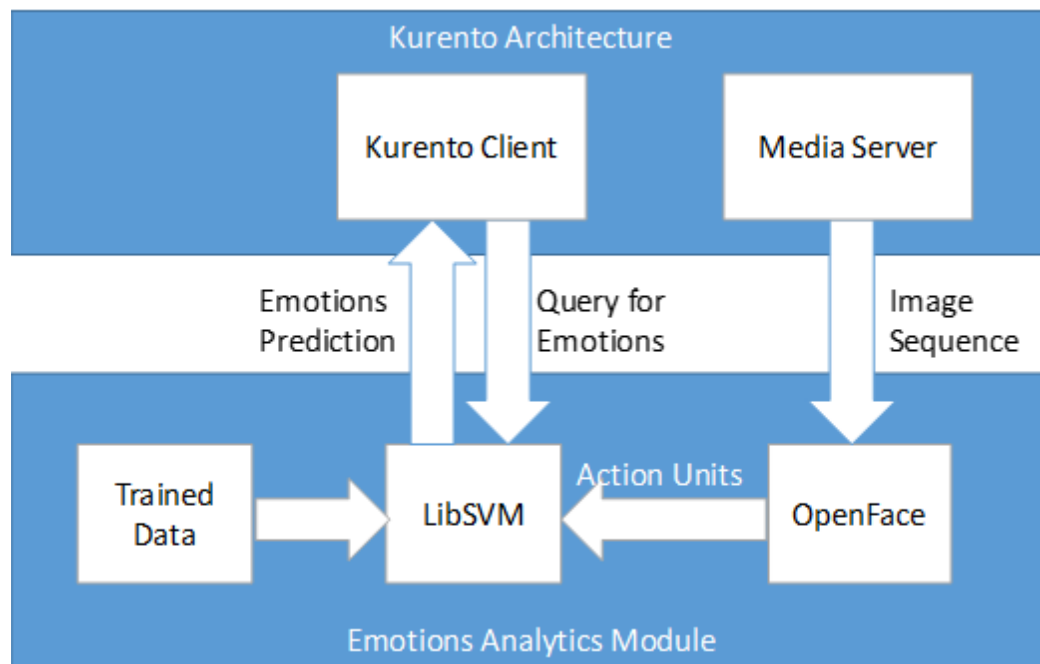 Kurento Architecture
Kurento Client
Media Server
Emotions
Prediction
Query for
Emotions
Image
Sequence
Trained
Data
LibSVM
Action Units
OpenFace
Emotions Analytics Module